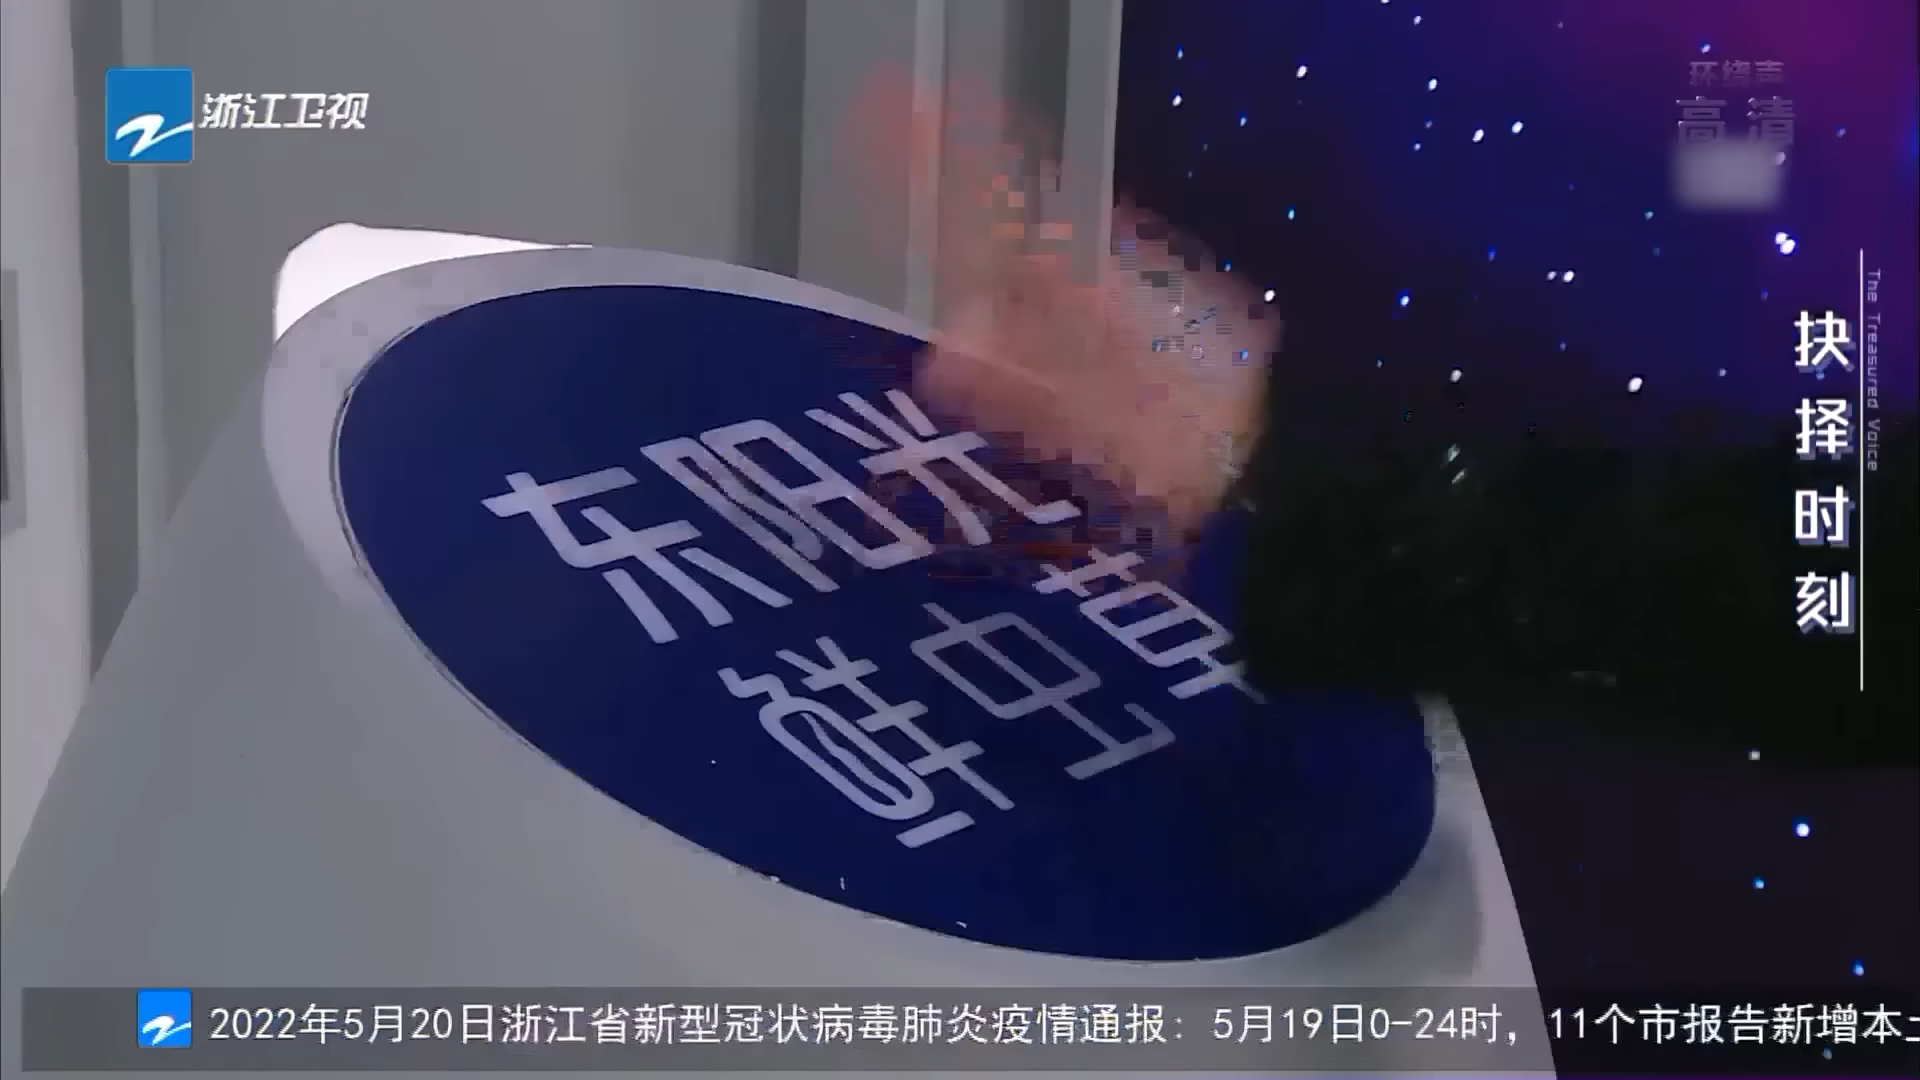 浙江卫视
环绕声
高清
东阳光
虫草
抉择时刻
The Treasured Voice
2022年5月20日浙江省新型冠状病毒肺炎疫情通报：5月19日0-24时，11个市报告新增本土